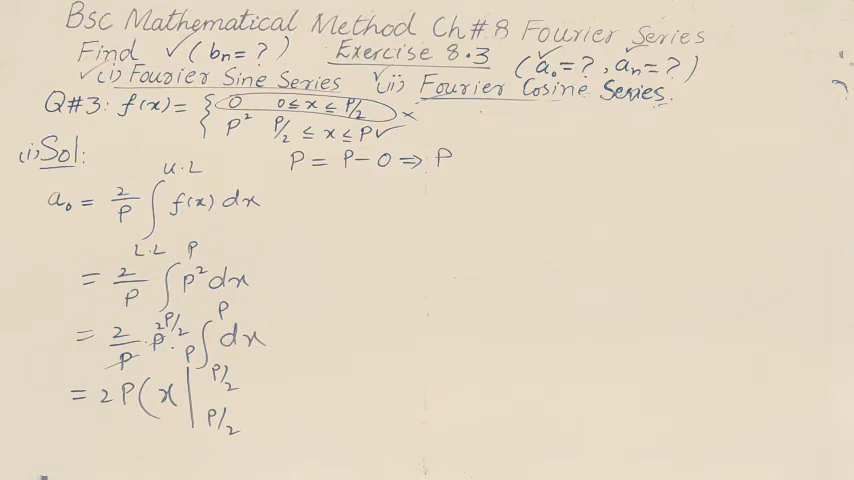 Bsc Mathematical Method Ch # 8 Fourier Series
Find ✓ (bn = ?) Exercise 8.3 (a₀ = ?, an = ?)
✓(i) Fourier Sine Series ✓(ii) Fourier Cosine Series.
Q#3: f(x) = { 0 0 ≤ x ≤ P/2 ×
P² P/2 ≤ x ≤ P ✓
(i) Sol: P = P - 0 ⇒ P
U.L
a₀ = 2/P ∫ f(x) dx
L.L P
= 2/P ∫ P² dx
P/2 P
= 2/P · P² · ∫ dx
P/2
P
= 2P ( x |
P/2